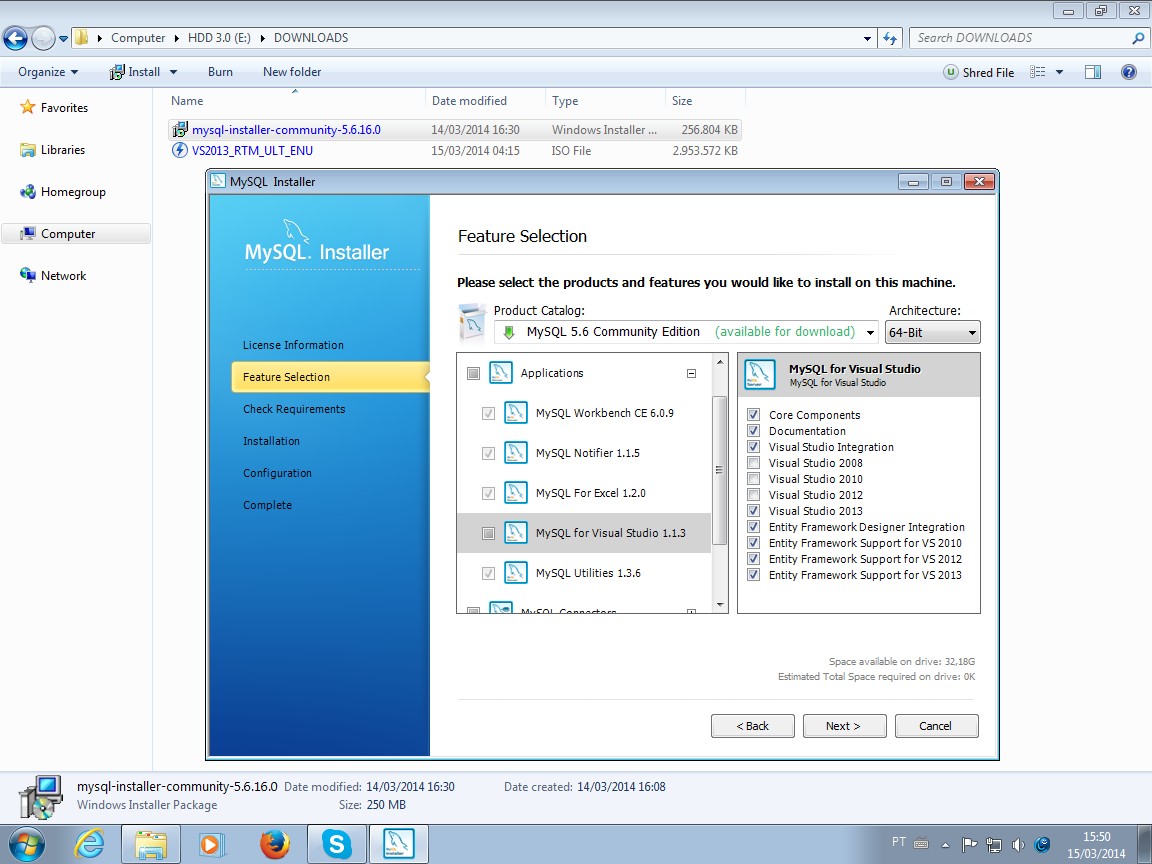 Computer ▸ HDD 3.0 (E:) ▸ DOWNLOADS
Search DOWNLOADS
Organize
Install
Burn
New folder
Shred File
Favorites
Libraries
Homegroup
Computer
Network
Name Date modified Type Size
mysql-installer-community-5.6.16.0 14/03/2014 16:30 Windows Installer ... 256.804 KB
VS2013_RTM_ULT_ENU 15/03/2014 04:15 ISO File 2.953.572 KB
MySQL Installer
MySQL. Installer
License Information
Feature Selection
Check Requirements
Installation
Configuration
Complete
Feature Selection
Please select the products and features you would like to install on this machine.
Product Catalog:
MySQL 5.6 Community Edition (available for download)
Architecture:
64-Bit
Applications
MySQL Workbench CE 6.0.9
MySQL Notifier 1.1.5
MySQL For Excel 1.2.0
MySQL for Visual Studio 1.1.3
MySQL Utilities 1.3.6
MySQL Connectors
MySQL for Visual Studio
MySQL for Visual Studio
Core Components
Documentation
Visual Studio Integration
Visual Studio 2008
Visual Studio 2010
Visual Studio 2012
Visual Studio 2013
Entity Framework Designer Integration
Entity Framework Support for VS 2010
Entity Framework Support for VS 2012
Entity Framework Support for VS 2013
Space available on drive: 32,18G
Estimated Total Space required on drive: 0K
< Back
Next >
Cancel
mysql-installer-community-5.6.16.0 Date modified: 14/03/2014 16:30 Date created: 14/03/2014 16:08
Windows Installer Package Size: 250 MB
PT
15:50
15/03/2014